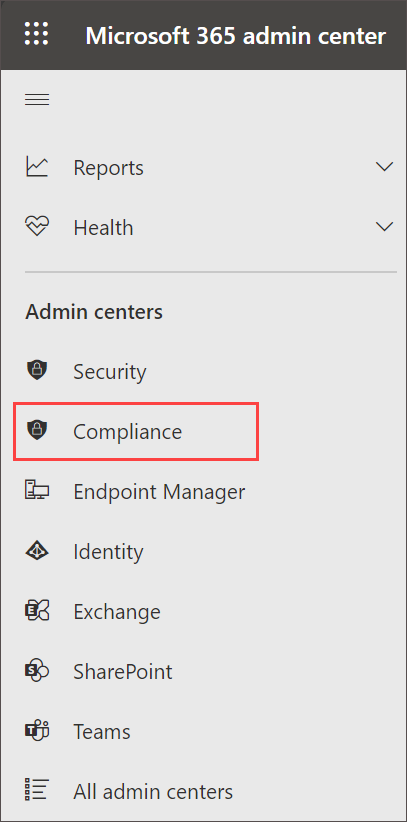 Microsoft 365 admin center
Reports
Health
Admin centers
Security
Compliance
Endpoint Manager
Identity
Exchange
SharePoint
Teams
All admin centers